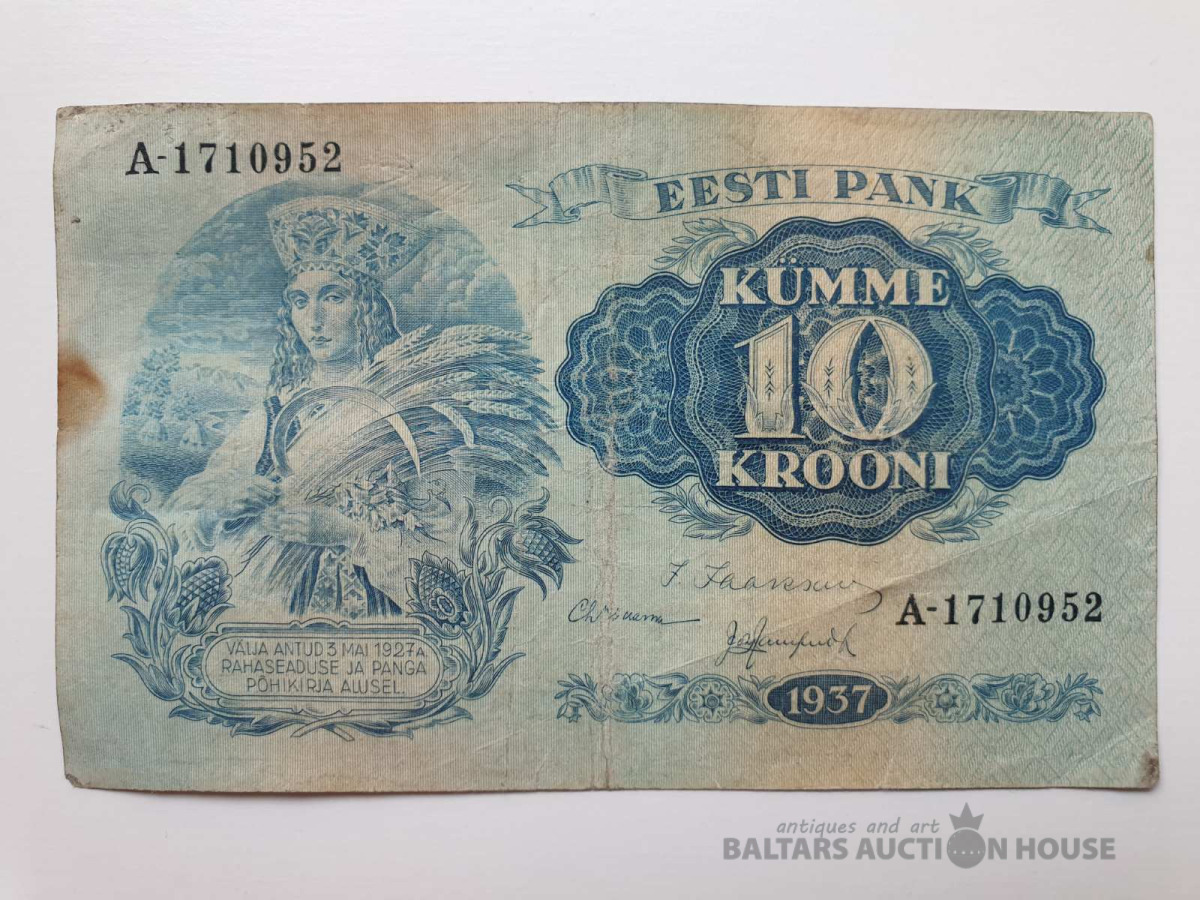 A-1710952
EESTI PANK
KÜMME
10
KROONI
A-1710952
VÄLJA ANTUD 3 MAI 1927A
RAHASEADUSE JA PANGA
PÕHIKIRJA ALUSEL.
1937
antiques and art
BALTARS AUCTION HOUSE